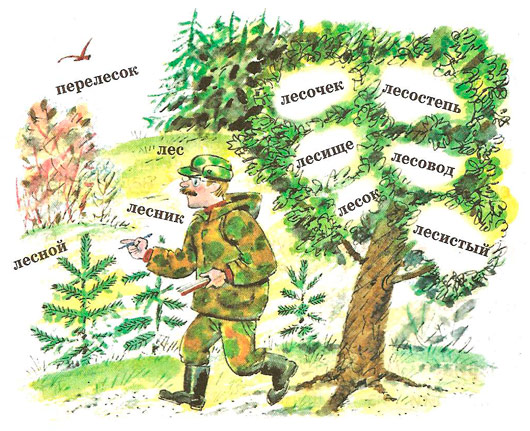 перелесок
лесочек
лесостепь
лес
лесище
лесовод
лесник
лесок
лесной
лесистый